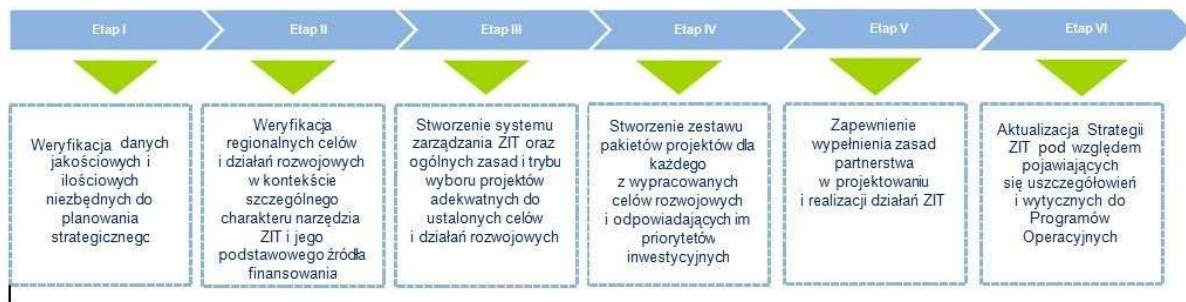 Etap I
Etap II
Etap III
Etap IV
Etap V
Etap VI
Weryfikacja danych
jakościowych i
ilościowych
niezbędnych do
planowania
strategicznego
Weryfikacja
regionalnych celów
i działań rozwojowych
w kontekście
szczególnego
charakteru narzędzia
ZIT i jego
podstawowego źródła
finansowania
Stworzenie systemu
zarządzania ZIT oraz
ogólnych zasad i trybu
wyboru projektów
adekwatnych do
ustalonych celów
i działań rozwojowych
Stworzenie zestawu
pakietów projektów dla
każdego
z wypracowanych
celów rozwojowych
i odpowiadających im
priorytetów
inwestycyjnych
Zapewnienie
wypełnienia zasad
partnerstwa
w projektowaniu
i realizacji działań ZIT
Aktualizacja Strategii
ZIT pod względem
pojawiających
się uszczegółowień
i wytycznych do
Programów
Operacyjnych